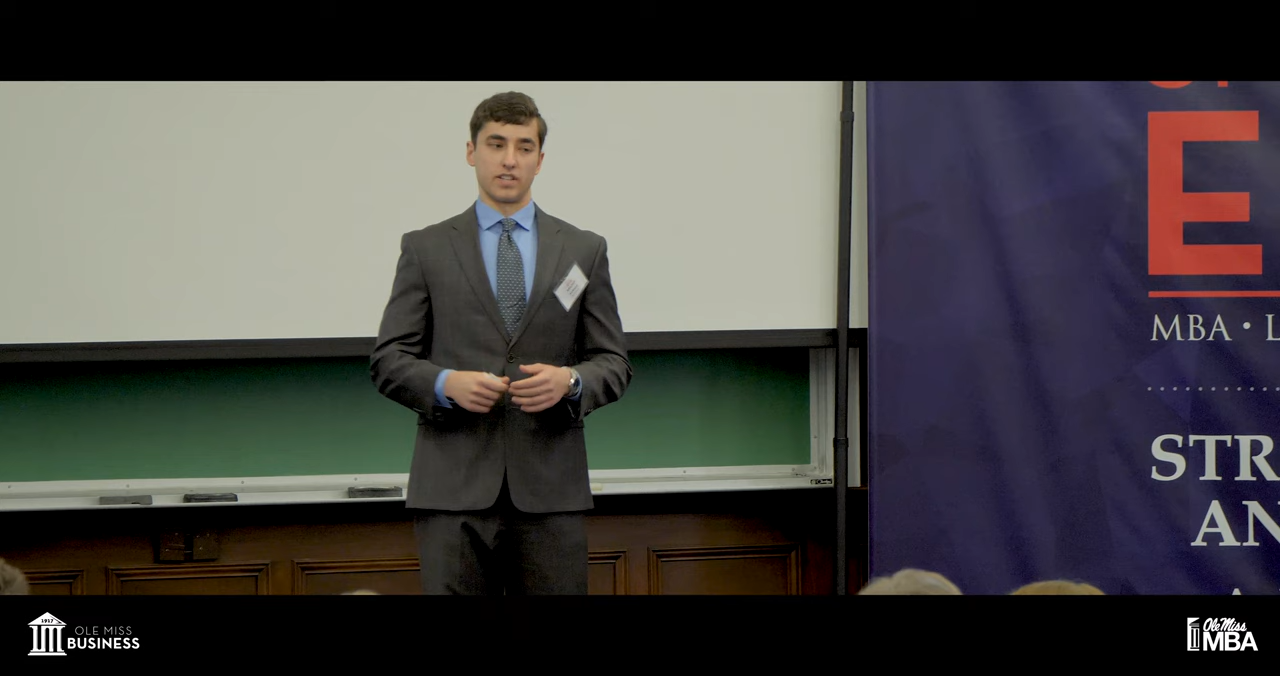 E
MBA • L
STR
AN
1917
OLE MISS
BUSINESS
Ole Miss
MBA